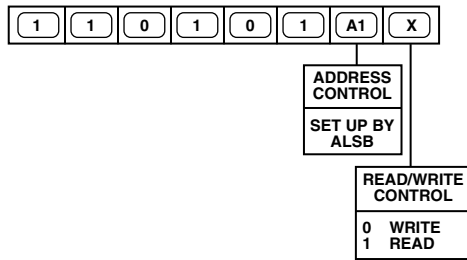 1 1 0 1 0 1 A1 X
ADDRESS
CONTROL
SET UP BY
ALSB
READ/WRITE
CONTROL
0 WRITE
1 READ